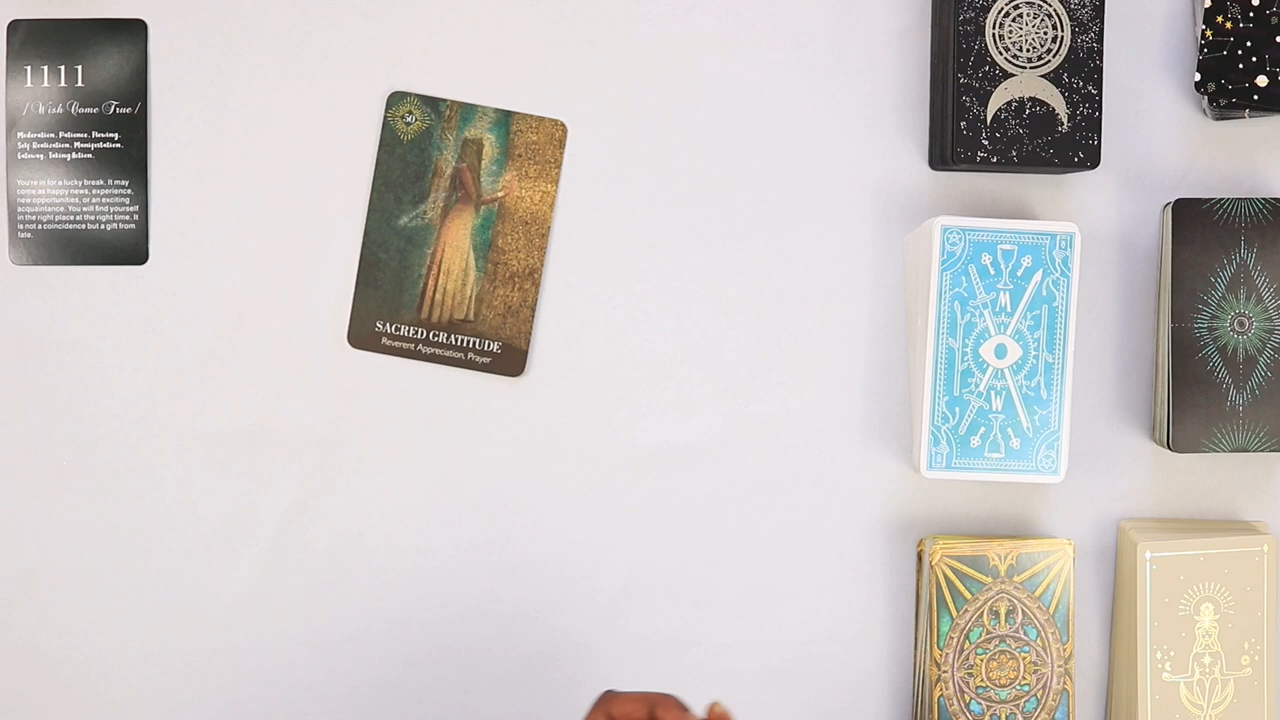 1111
/Wish Come True/
Moderation, Patience, Flowing,
Self-Realisation, Manifestation,
Gateway, Taking Action.
You're in for a lucky break. It may
come as happy news, experience,
new opportunities, or an exciting
acquaintance. You will find yourself
in the right place at the right time. It
is not a coincidence but a gift from
fate.
50
SACRED GRATITUDE
Reverent Appreciation, Prayer
M
W